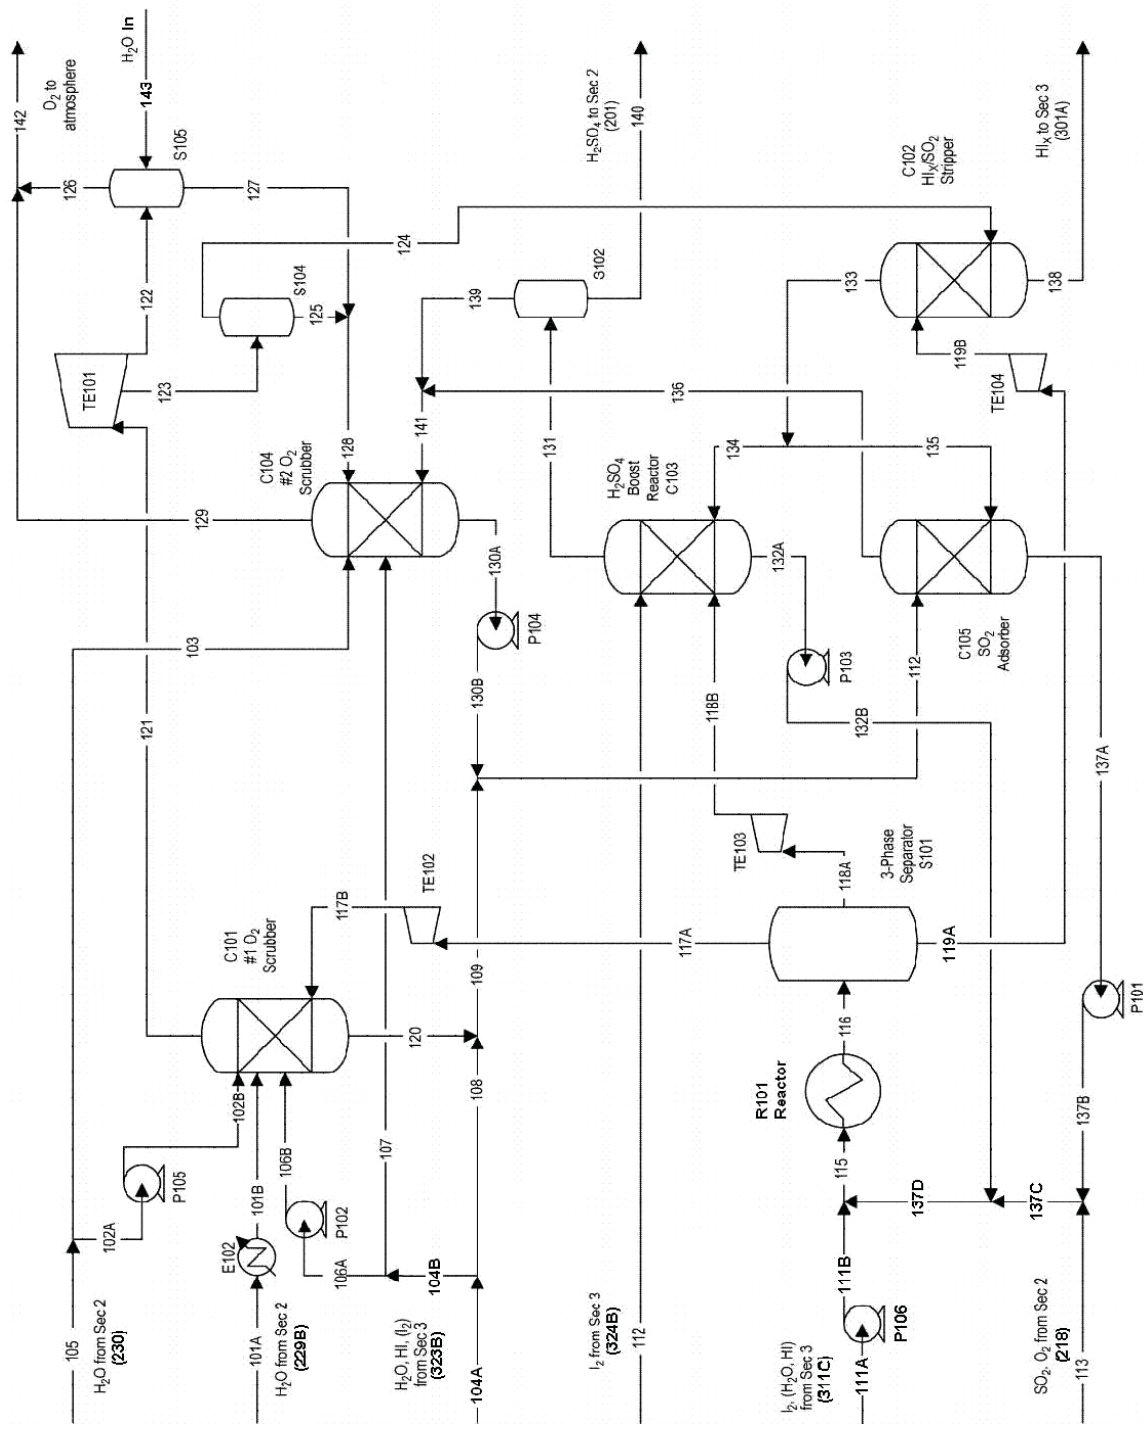 105
H₂O from Sec 2
(230)
102A
P105
103
142
O₂ to
atmosphere
H₂O In
143
129
121
TE101
122
126
S105
127
123
S104
125
124
101A
H₂O from Sec 2
(229B)
E102
101B
102B
106B
P102
106A
C101
#1 O₂
Scrubber
117B
TE102
C104
#2 O₂
Scrubber
128
141
107
120
104A
H₂O, HI, (I₂)
from Sec 3
(323B)
104B
108
109
130B
130A
P104
139
S102
131
H₂SO₄ to Sec 2
(201)
140
112
I₂ from Sec 3
(324B)
H₂SO₄
Boost
Reactor
C103
134
136
117A
118B
132A
P103
132B
TE103
118A
R101
Reactor
115
116
3-Phase
Separator
S101
133
135
111A
I₂, (H₂O, HI)
from Sec 3
(311C)
P106
111B
137D
119A
112
C105
SO₂
Adsorber
C102
HIₓ/SO₂
Stripper
119B
TE104
138
HIₓ to Sec 3
(301A)
113
SO₂, O₂ from Sec 2
(218)
137C
137B
P101
137A